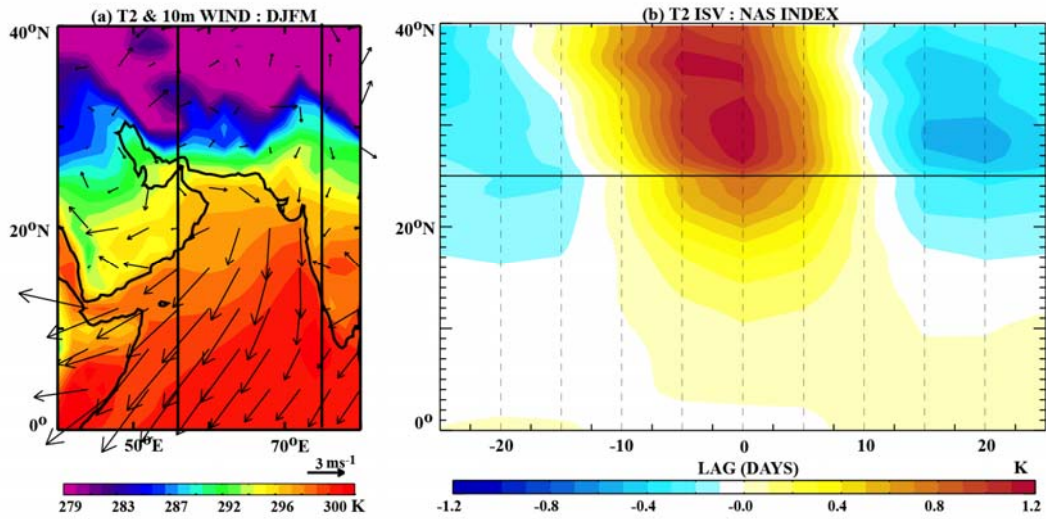 (a) T2 & 10m WIND : DJFM
(b) T2 ISV : NAS INDEX
40°N
20°N
0°
50°E
70°E
3 ms-1
279 283 287 292 296 300 K
40°N
20°N
0°
-20 -10 0 10 20
LAG (DAYS) K
-1.2 -0.8 -0.4 -0.0 0.4 0.8 1.2